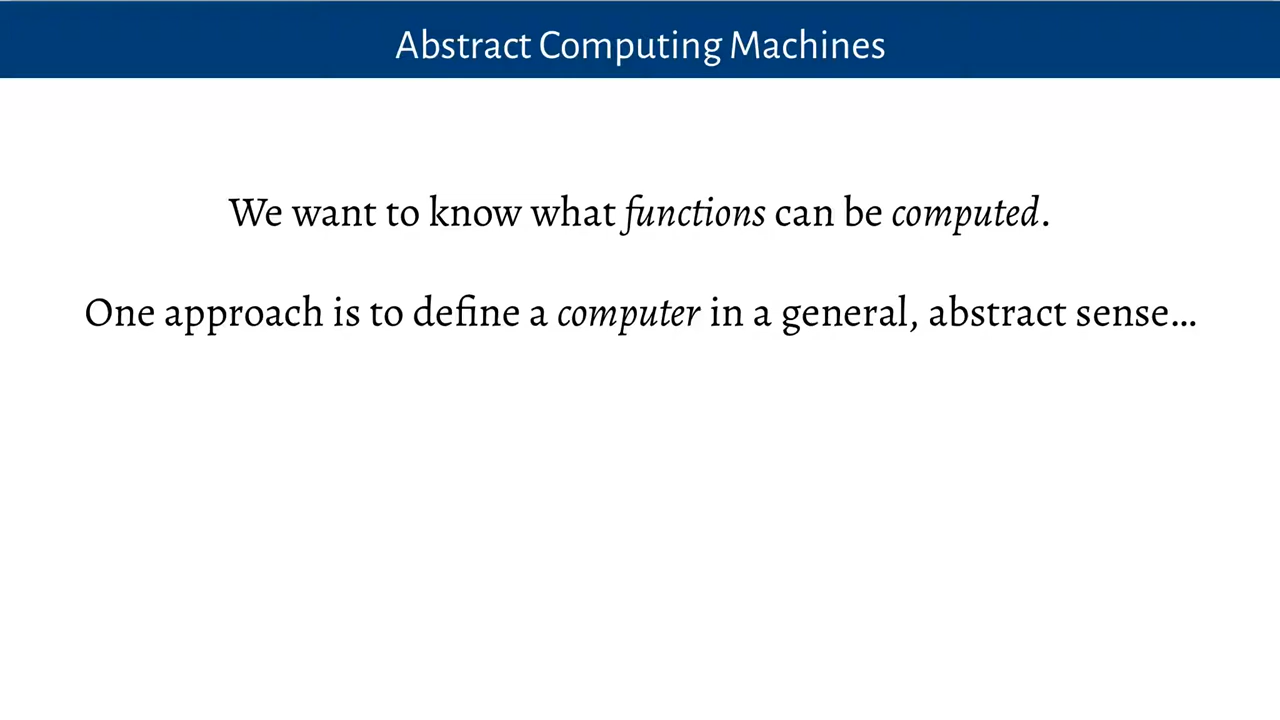 Abstract Computing Machines
We want to know what functions can be computed.
One approach is to define a computer in a general, abstract sense…